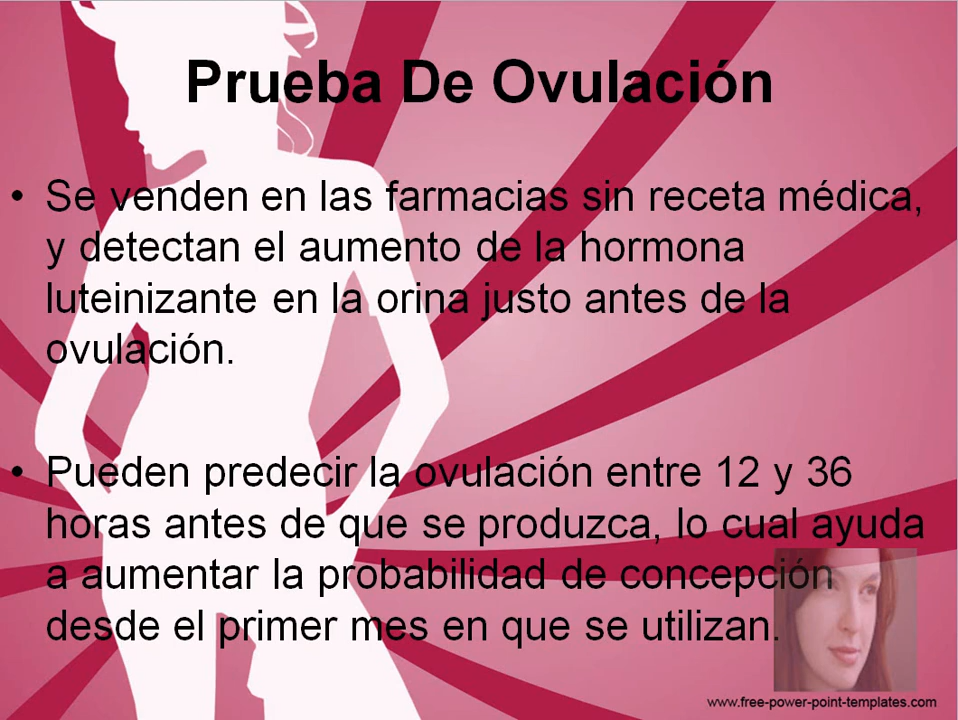 Prueba De Ovulación
• Se venden en las farmacias sin receta médica,
y detectan el aumento de la hormona
luteinizante en la orina justo antes de la
ovulación.
• Pueden predecir la ovulación entre 12 y 36
horas antes de que se produzca, lo cual ayuda
a aumentar la probabilidad de concepción
desde el primer mes en que se utilizan.
www.free-power-point-templates.com